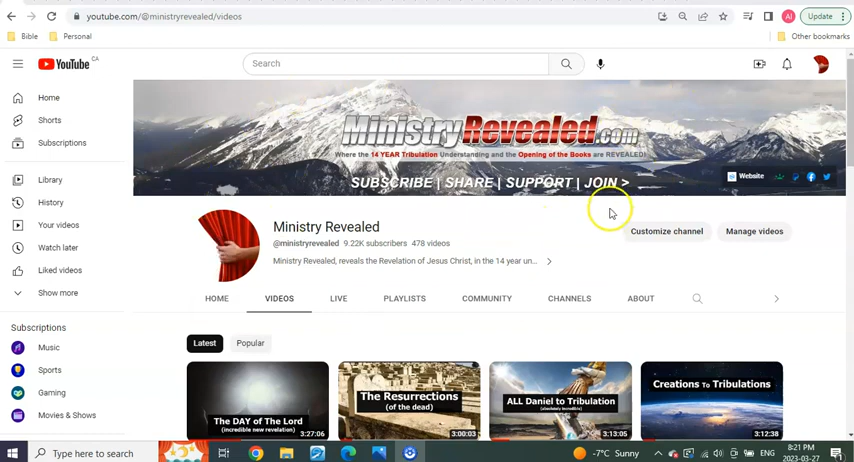 youtube.com/@ministryrevealed/videos
AI
Update
Bible
Personal
Other bookmarks
YouTube CA
Search
Home
Shorts
Subscriptions
Library
History
Your videos
Watch later
Liked videos
Show more
Subscriptions
Music
Sports
Gaming
Movies & Shows
MinistryRevealed.com
Where the 14 YEAR Tribulation Understanding and the Opening of the Books are REVEALED!
SUBSCRIBE | SHARE | SUPPORT | JOIN >
Website
Ministry Revealed
@ministryrevealed 9.22K subscribers 478 videos
Ministry Revealed, reveals the Revelation of Jesus Christ, in the 14 year un...
Customize channel
Manage videos
HOME
VIDEOS
LIVE
PLAYLISTS
COMMUNITY
CHANNELS
ABOUT
Latest
Popular
The DAY of The Lord
(incredible new revelation)
3:27:06
The Resurrections
(of the dead)
3:00:03
ALL Daniel to Tribulation
(absolutely incredible)
3:13:05
Creations To Tribulations
3:12:38
Type here to search
-7°C Sunny
ENG
8:21 PM
2023-03-27